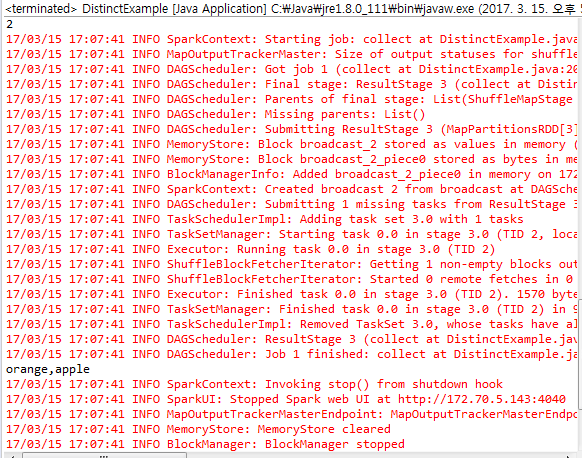 <terminated> DistinctExample [Java Application] C:₩Java₩jre1.8.0_111₩bin₩javaw.exe (2017. 3. 15. 오후
2
17/03/15 17:07:41 INFO SparkContext: Starting job: collect at DistinctExample.java
17/03/15 17:07:41 INFO MapOutputTrackerMaster: Size of output statuses for shuffle
17/03/15 17:07:41 INFO DAGScheduler: Got job 1 (collect at DistinctExample.java:20
17/03/15 17:07:41 INFO DAGScheduler: Final stage: ResultStage 3 (collect at Distin
17/03/15 17:07:41 INFO DAGScheduler: Parents of final stage: List(ShuffleMapStage
17/03/15 17:07:41 INFO DAGScheduler: Missing parents: List()
17/03/15 17:07:41 INFO DAGScheduler: Submitting ResultStage 3 (MapPartitionsRDD[3]
17/03/15 17:07:41 INFO MemoryStore: Block broadcast_2 stored as values in memory (
17/03/15 17:07:41 INFO MemoryStore: Block broadcast_2_piece0 stored as bytes in me
17/03/15 17:07:41 INFO BlockManagerInfo: Added broadcast_2_piece0 in memory on 172
17/03/15 17:07:41 INFO SparkContext: Created broadcast 2 from broadcast at DAGSche
17/03/15 17:07:41 INFO DAGScheduler: Submitting 1 missing tasks from ResultStage 3
17/03/15 17:07:41 INFO TaskSchedulerImpl: Adding task set 3.0 with 1 tasks
17/03/15 17:07:41 INFO TaskSetManager: Starting task 0.0 in stage 3.0 (TID 2, loca
17/03/15 17:07:41 INFO Executor: Running task 0.0 in stage 3.0 (TID 2)
17/03/15 17:07:41 INFO ShuffleBlockFetcherIterator: Getting 1 non-empty blocks out
17/03/15 17:07:41 INFO ShuffleBlockFetcherIterator: Started 0 remote fetches in 0
17/03/15 17:07:41 INFO Executor: Finished task 0.0 in stage 3.0 (TID 2). 1570 byte
17/03/15 17:07:41 INFO TaskSetManager: Finished task 0.0 in stage 3.0 (TID 2) in 9
17/03/15 17:07:41 INFO TaskSchedulerImpl: Removed TaskSet 3.0, whose tasks have al
17/03/15 17:07:41 INFO DAGScheduler: ResultStage 3 (collect at DistinctExample.jav
17/03/15 17:07:41 INFO DAGScheduler: Job 1 finished: collect at DistinctExample.ja
orange,apple
17/03/15 17:07:41 INFO SparkContext: Invoking stop() from shutdown hook
17/03/15 17:07:41 INFO SparkUI: Stopped Spark web UI at http://172.70.5.143:4040
17/03/15 17:07:41 INFO MapOutputTrackerMasterEndpoint: MapOutputTrackerMasterEndpo
17/03/15 17:07:41 INFO MemoryStore: MemoryStore cleared
17/03/15 17:07:41 INFO BlockManager: BlockManager stopped